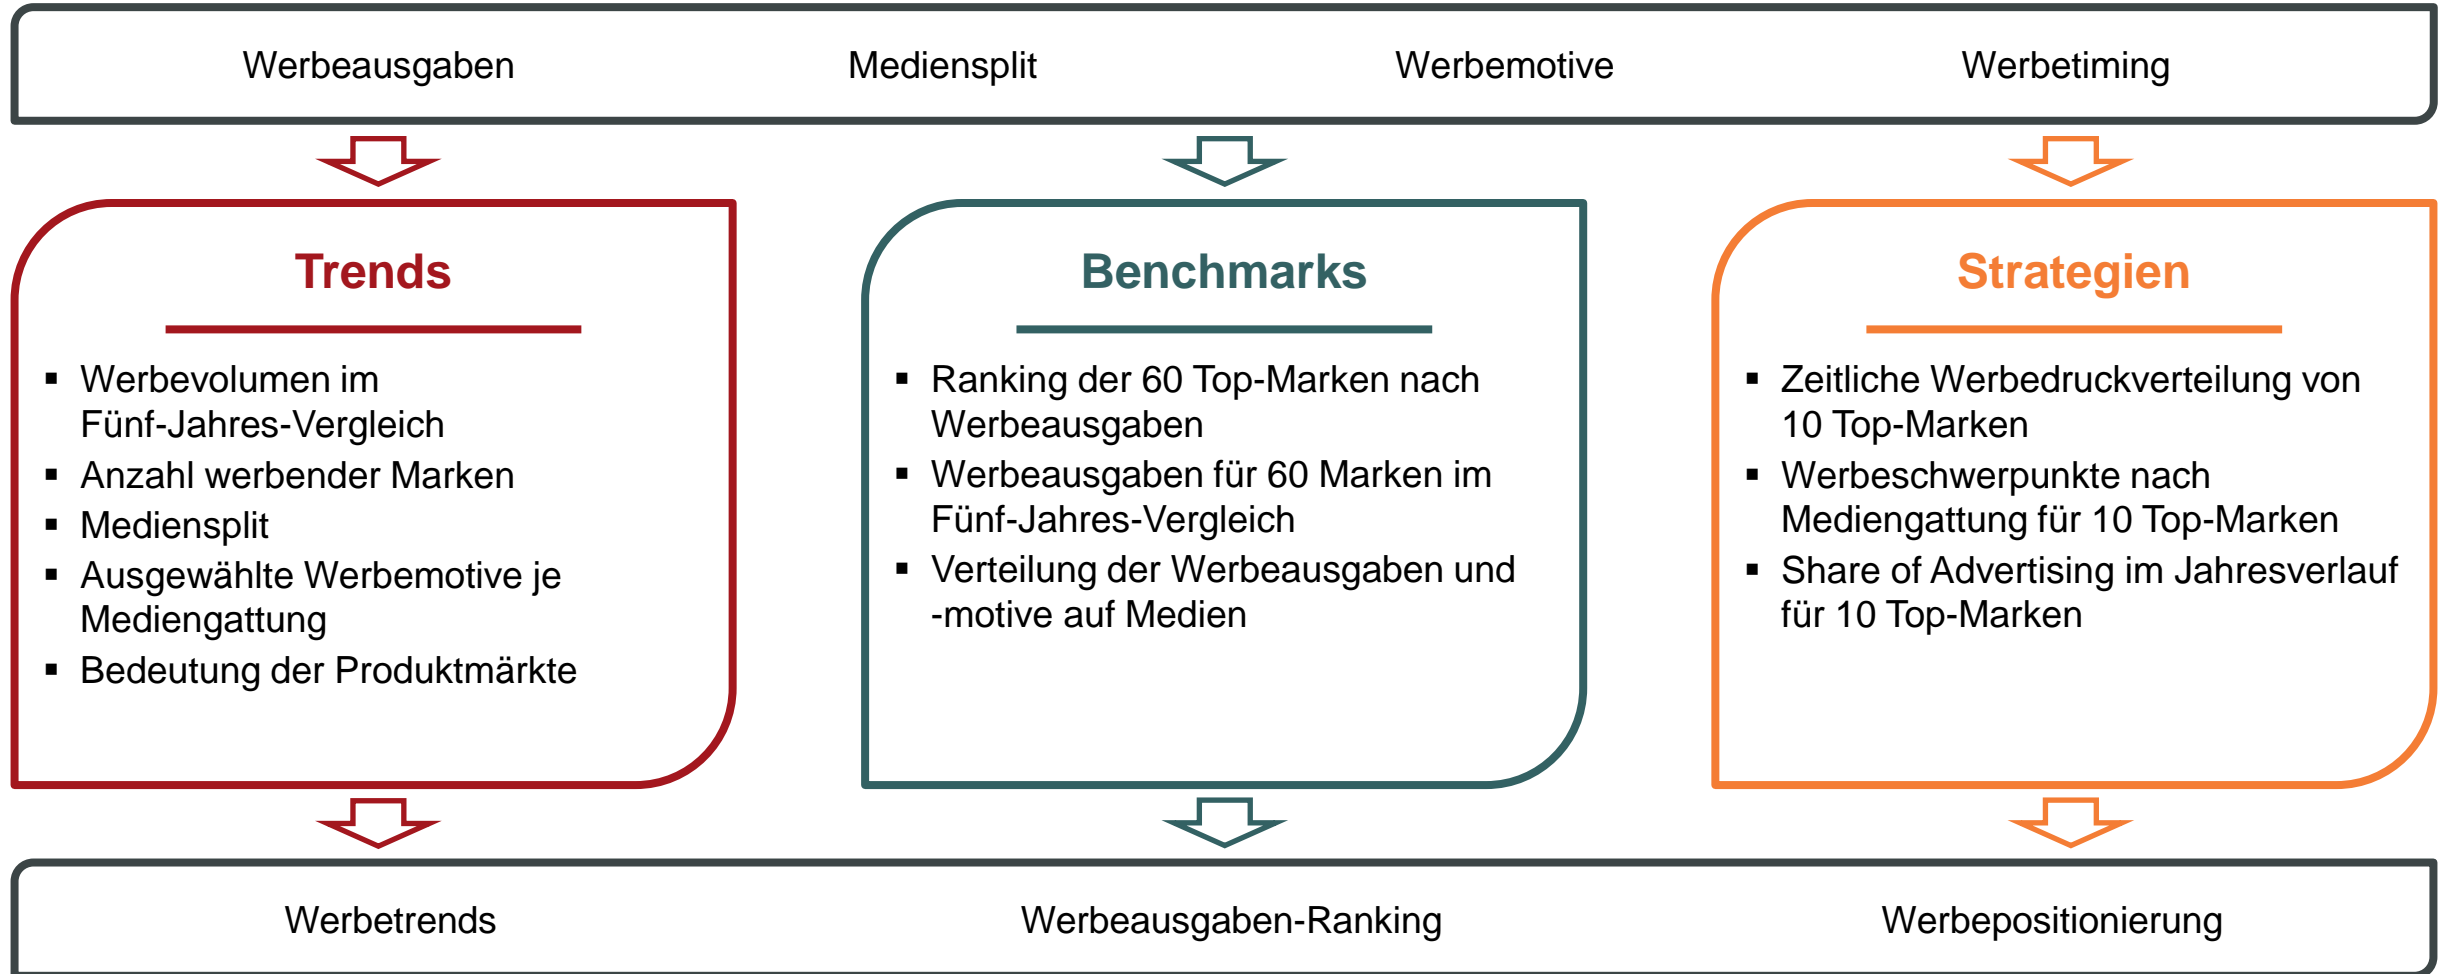 Werbeausgaben Mediensplit Werbemotive Werbetiming
Trends
▪ Werbevolumen im
Fünf-Jahres-Vergleich
▪ Anzahl werbender Marken
▪ Mediensplit
▪ Ausgewählte Werbemotive je
Mediengattung
▪ Bedeutung der Produktmärkte
Benchmarks
▪ Ranking der 60 Top-Marken nach
Werbeausgaben
▪ Werbeausgaben für 60 Marken im
Fünf-Jahres-Vergleich
▪ Verteilung der Werbeausgaben und
-motive auf Medien
Strategien
▪ Zeitliche Werbedruckverteilung von
10 Top-Marken
▪ Werbeschwerpunkte nach
Mediengattung für 10 Top-Marken
▪ Share of Advertising im Jahresverlauf
für 10 Top-Marken
Werbetrends Werbeausgaben-Ranking Werbepositionierung